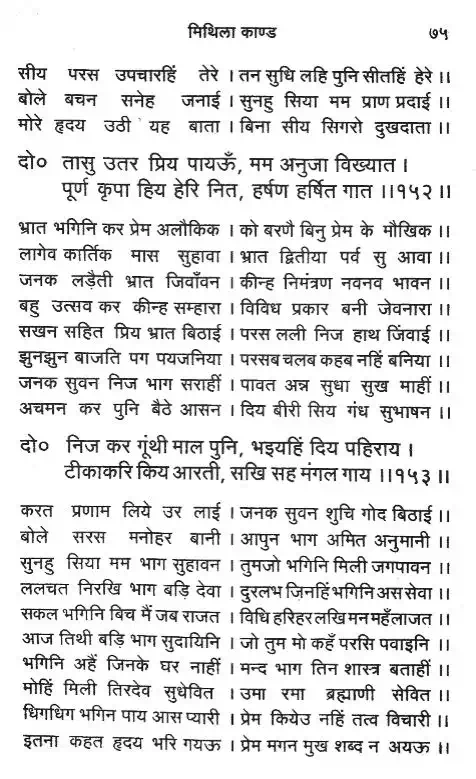 मिथिला काण्ड ७५
सीय परस उपचारहिं तेरे । तन सुधि लहि पुनि सीतहिं हेरे ।।
बोले बचन सनेह जनाई । सुनहु सिया मम प्राण प्रदाई ।।
मोरे हृदय उठी यह बाता । बिना सीय सिगरो दुखदाता ।।
दो० तासु उतर प्रिय पायऊँ, मम अनुजा विख्यात ।
पूर्ण कृपा हिय हेरि नित, हर्षण हर्षित गात ।।१५२।।
भ्रात भगिनि कर प्रेम अलौकिक । को बरणै बिनु प्रेम के मौखिक ।।
लागेव कार्तिक मास सुहावा । भ्रात द्वितीया पर्व सु आवा ।।
जनक लड़ैती भ्रात जिवाँवन । कीन्ह निमंत्रण नवनव भावन ।।
बहु उत्सव कर कीन्ह सम्हारा । विविध प्रकार बनी जेवनारा ।।
सखन सहित प्रिय भ्रात बिठाई । परस लली निज हाथ जिंवाई ।।
झुनझुन बाजति पग पयजनिया । परसब चलब कहब नहिं बनिया ।।
जनक सुवन निज भाग सराहीं । पावत अन्न सुधा सुख माहीं ।।
अचमन कर पुनि बैठे आसन । दिय बीरी सिय गंध सुभाषन ।।
दो० निज कर गूंथी माल पुनि, भइयहिं दिय पहिराय ।
टीकाकरि किय आरती, सखि सह मंगल गाय ।।१५३।।
करत प्रणाम लिये उर लाई । जनक सुवन शुचि गोद बिठाई ।।
बोले सरस मनोहर बानी । आपुन भाग अमित अनुमानी ।।
सुनहु सिया मम भाग सुहावन । तुमजो भगिनि मिली जगपावन ।।
ललचत निरखि भाग बड़ि देवा । दुरलभ जिनहिं भगिनि अस सेवा ।।
सकल भगिनि बिच मैं जब राजत । विधि हरिहर लखि मन महँ लाजत ।।
आज तिथी बड़ि भाग सुदायिनि । जो तुम मो कहँ परसि पवाइनि ।।
भगिनि अहैं जिनके घर नाहीं । मन्द भाग तिन शास्त्र बताहीं ।।
मोहिं मिली तिरदेव सुधेवित । उमा रमा ब्रह्माणी सेवित ।।
धिगधिग भगिन पाय आस प्यारी । प्रेम कियेउ नहिं तत्व विचारी ।।
इतना कहत हृदय भरि गयऊ । प्रेम मगन मुख शब्द न अयऊ ।।